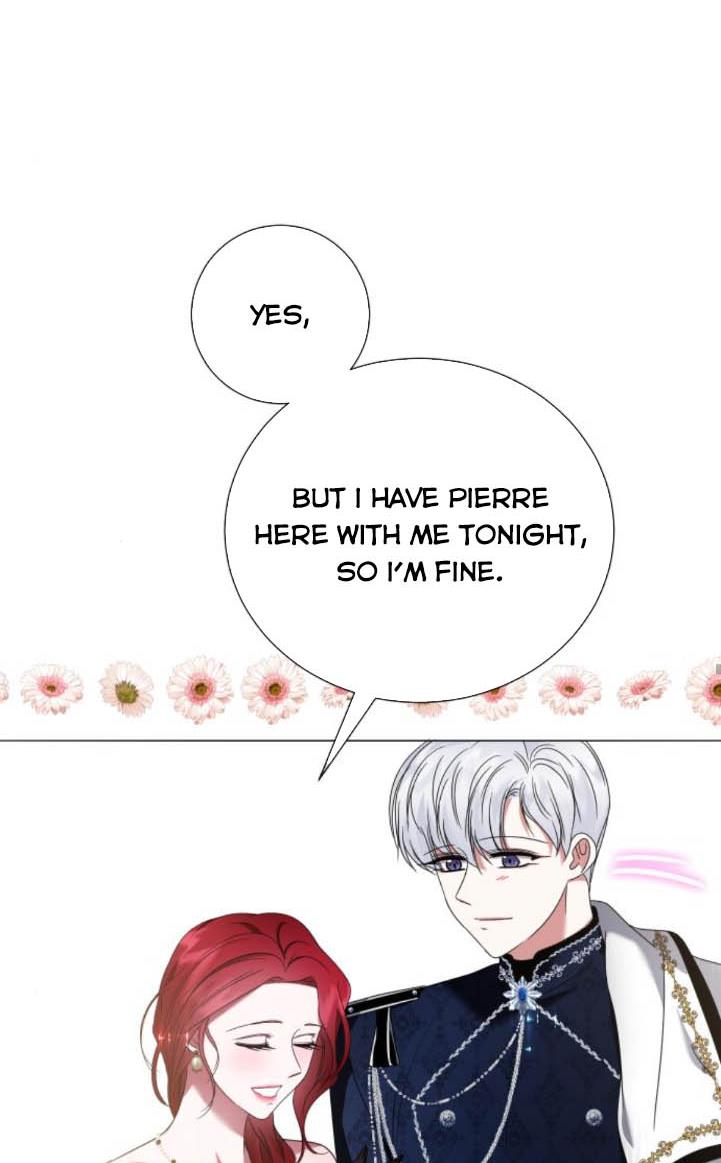 YES,
BUT I HAVE PIERRE
HERE WITH ME TONIGHT,
SO I'M FINE.